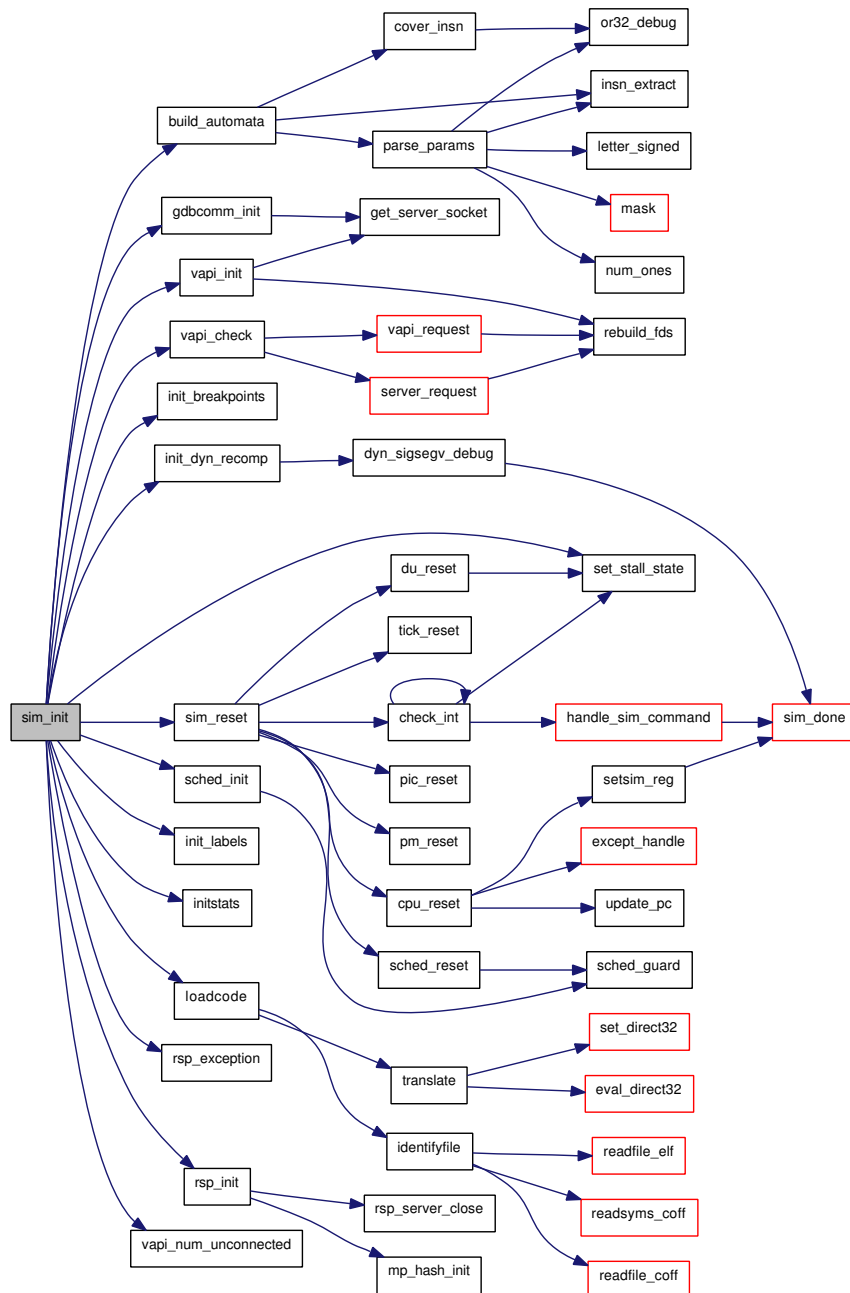 cover_insn
or32_debug
insn_extract
build_automata
parse_params
letter_signed
mask
gdbcomm_init
get_server_socket
num_ones
vapi_init
vapi_check
vapi_request
rebuild_fds
server_request
init_breakpoints
init_dyn_recomp
dyn_sigsegv_debug
du_reset
set_stall_state
tick_reset
sim_init
sim_reset
check_int
handle_sim_command
sim_done
sched_init
pic_reset
setsim_reg
init_labels
pm_reset
except_handle
initstats
cpu_reset
update_pc
sched_reset
sched_guard
loadcode
set_direct32
rsp_exception
translate
eval_direct32
identifyfile
readfile_elf
rsp_init
rsp_server_close
readsyms_coff
vapi_num_unconnected
mp_hash_init
readfile_coff